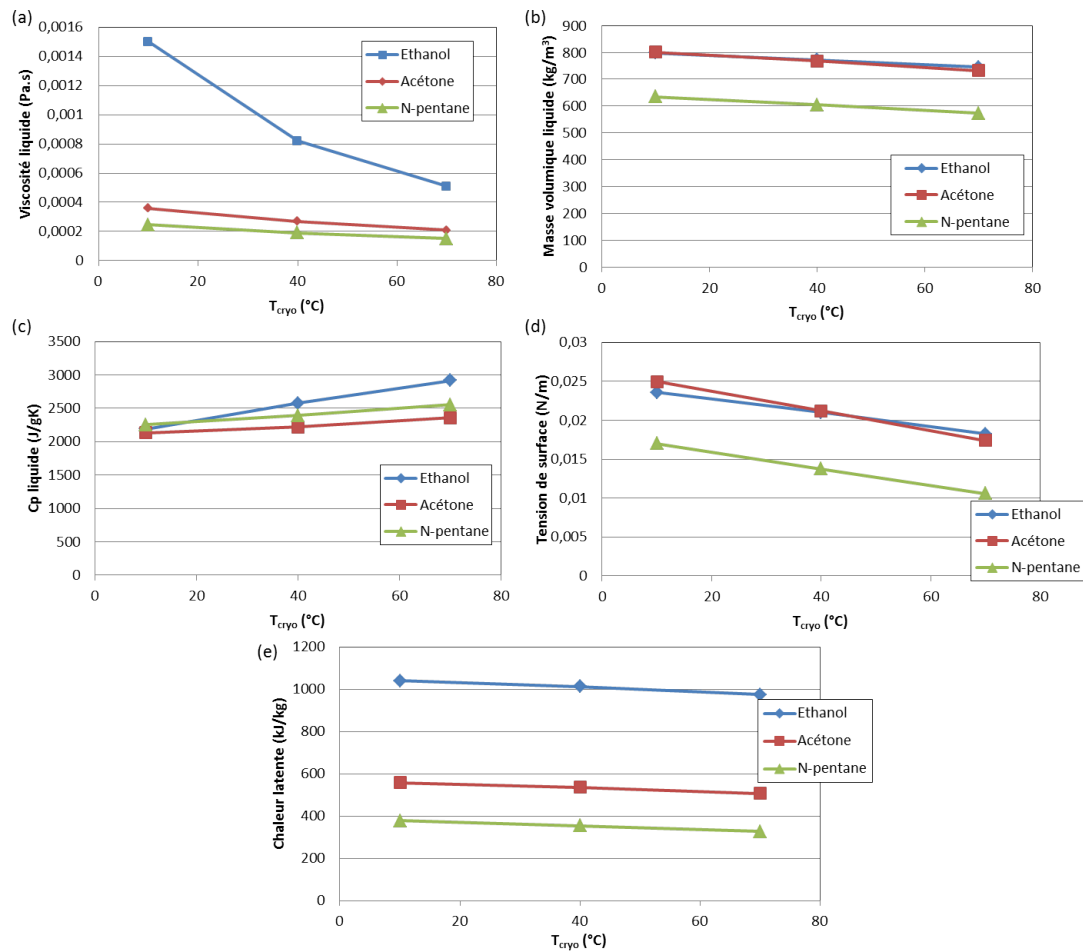 (a)
0,0016
0,0014
0,0012
0,001
0,0008
0,0006
0,0004
0,0002
0
Viscosité liquide (Pa.s)
Ethanol
Acétone
N-pentane
0 20 40 60 80
Tcryo (°C)
(b)
900
800
700
600
500
400
300
200
100
0
Masse volumique liquide (kg/m³)
Ethanol
Acétone
N-pentane
0 20 40 60 80
Tcryo (°C)
(c)
3500
3000
2500
2000
1500
1000
500
0
Cp liquide (J/gK)
Ethanol
Acétone
N-pentane
0 20 40 60 80
Tcryo (°C)
(d)
0,03
0,025
0,02
0,015
0,01
0,005
0
Tension de surface (N/m)
Ethanol
Acétone
N-pentane
0 20 40 60 80
Tcryo (°C)
(e)
1200
1000
800
600
400
200
0
Chaleur latente (kJ/kg)
Ethanol
Acétone
N-pentane
0 20 40 60 80
Tcryo (°C)